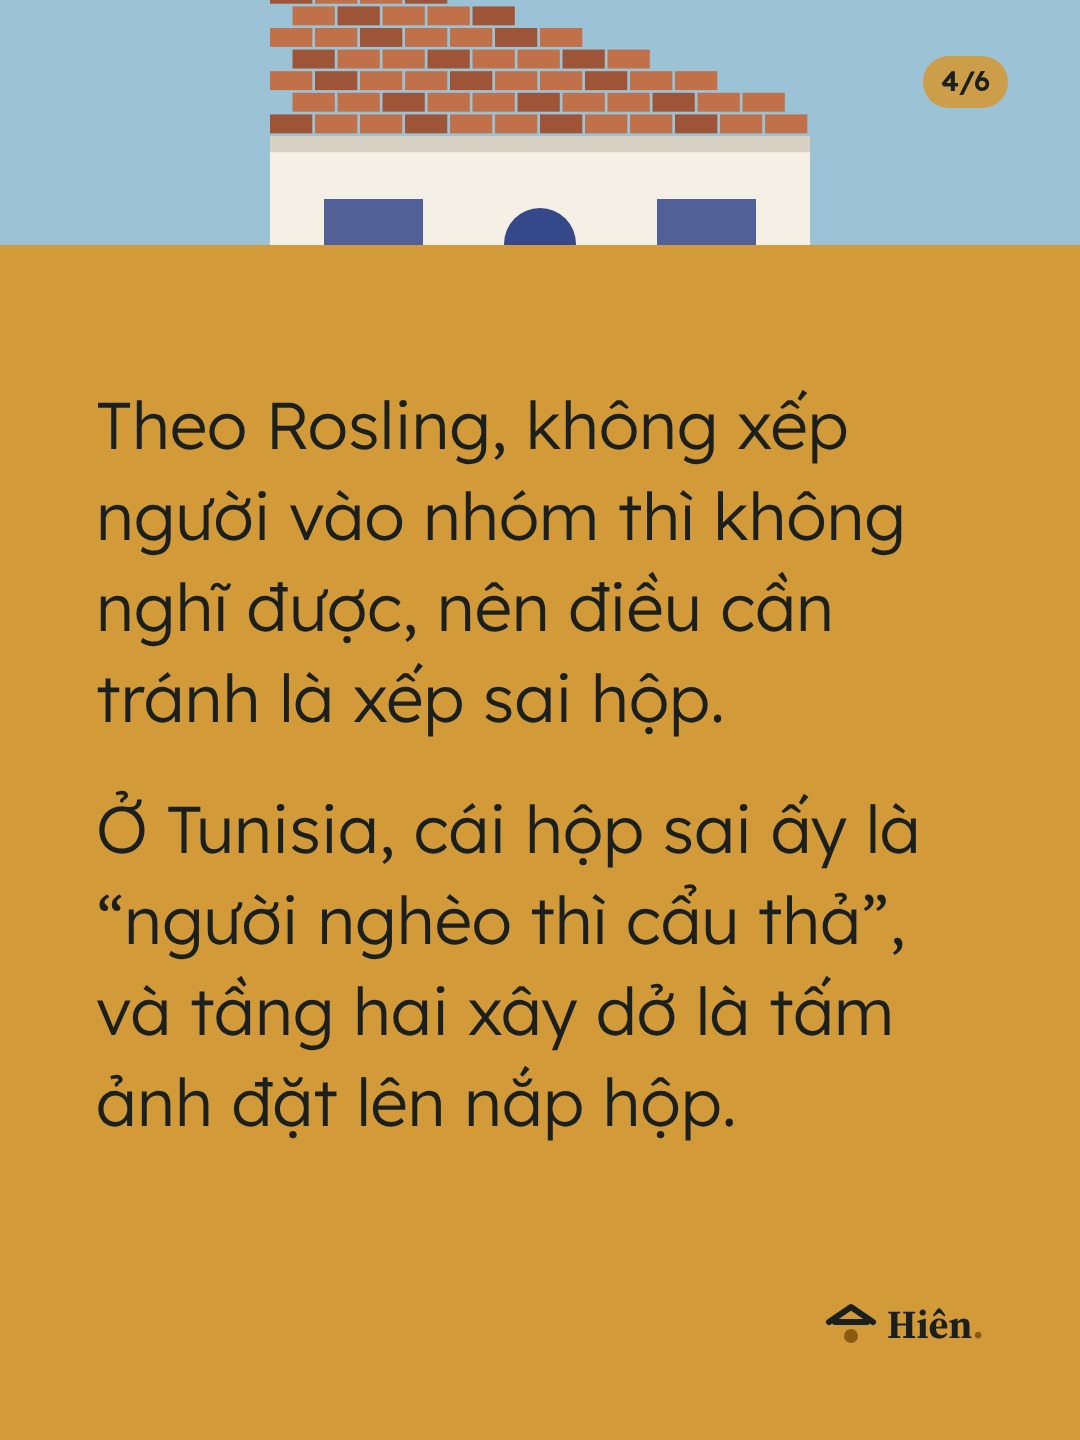 4/6
Theo Rosling, không xếp
người vào nhóm thì không
nghĩ được, nên điều cần
tránh là xếp sai hộp.
Ở Tunisia, cái hộp sai ấy là
“người nghèo thì cẩu thả”,
và tầng hai xây dở là tấm
ảnh đặt lên nắp hộp.
Hiên.